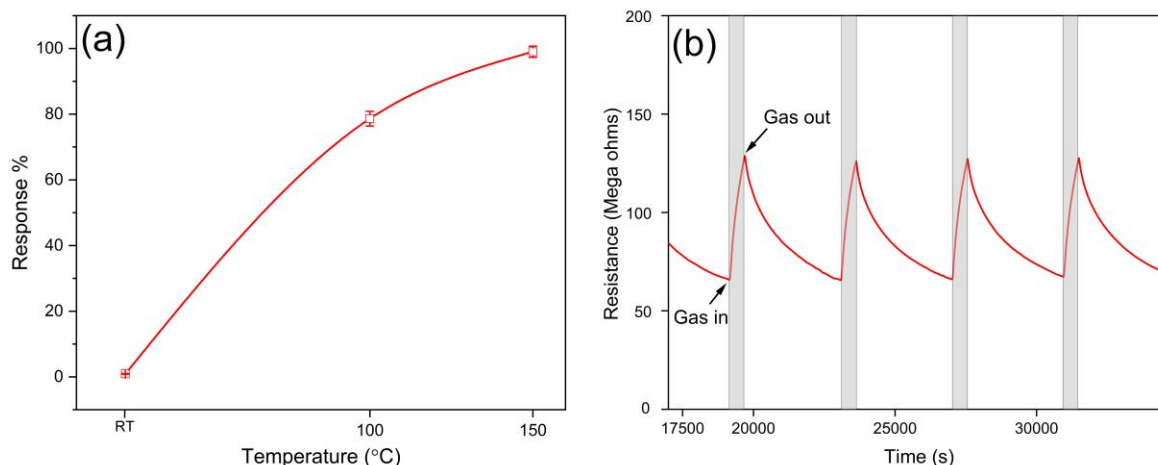 (a)
Response %
100
80
60
40
20
0
RT
100
150
Temperature (°C)
(b)
Resistance (Mega ohms)
200
150
100
50
0
Gas out
Gas in
17500
20000
25000
30000
Time (s)